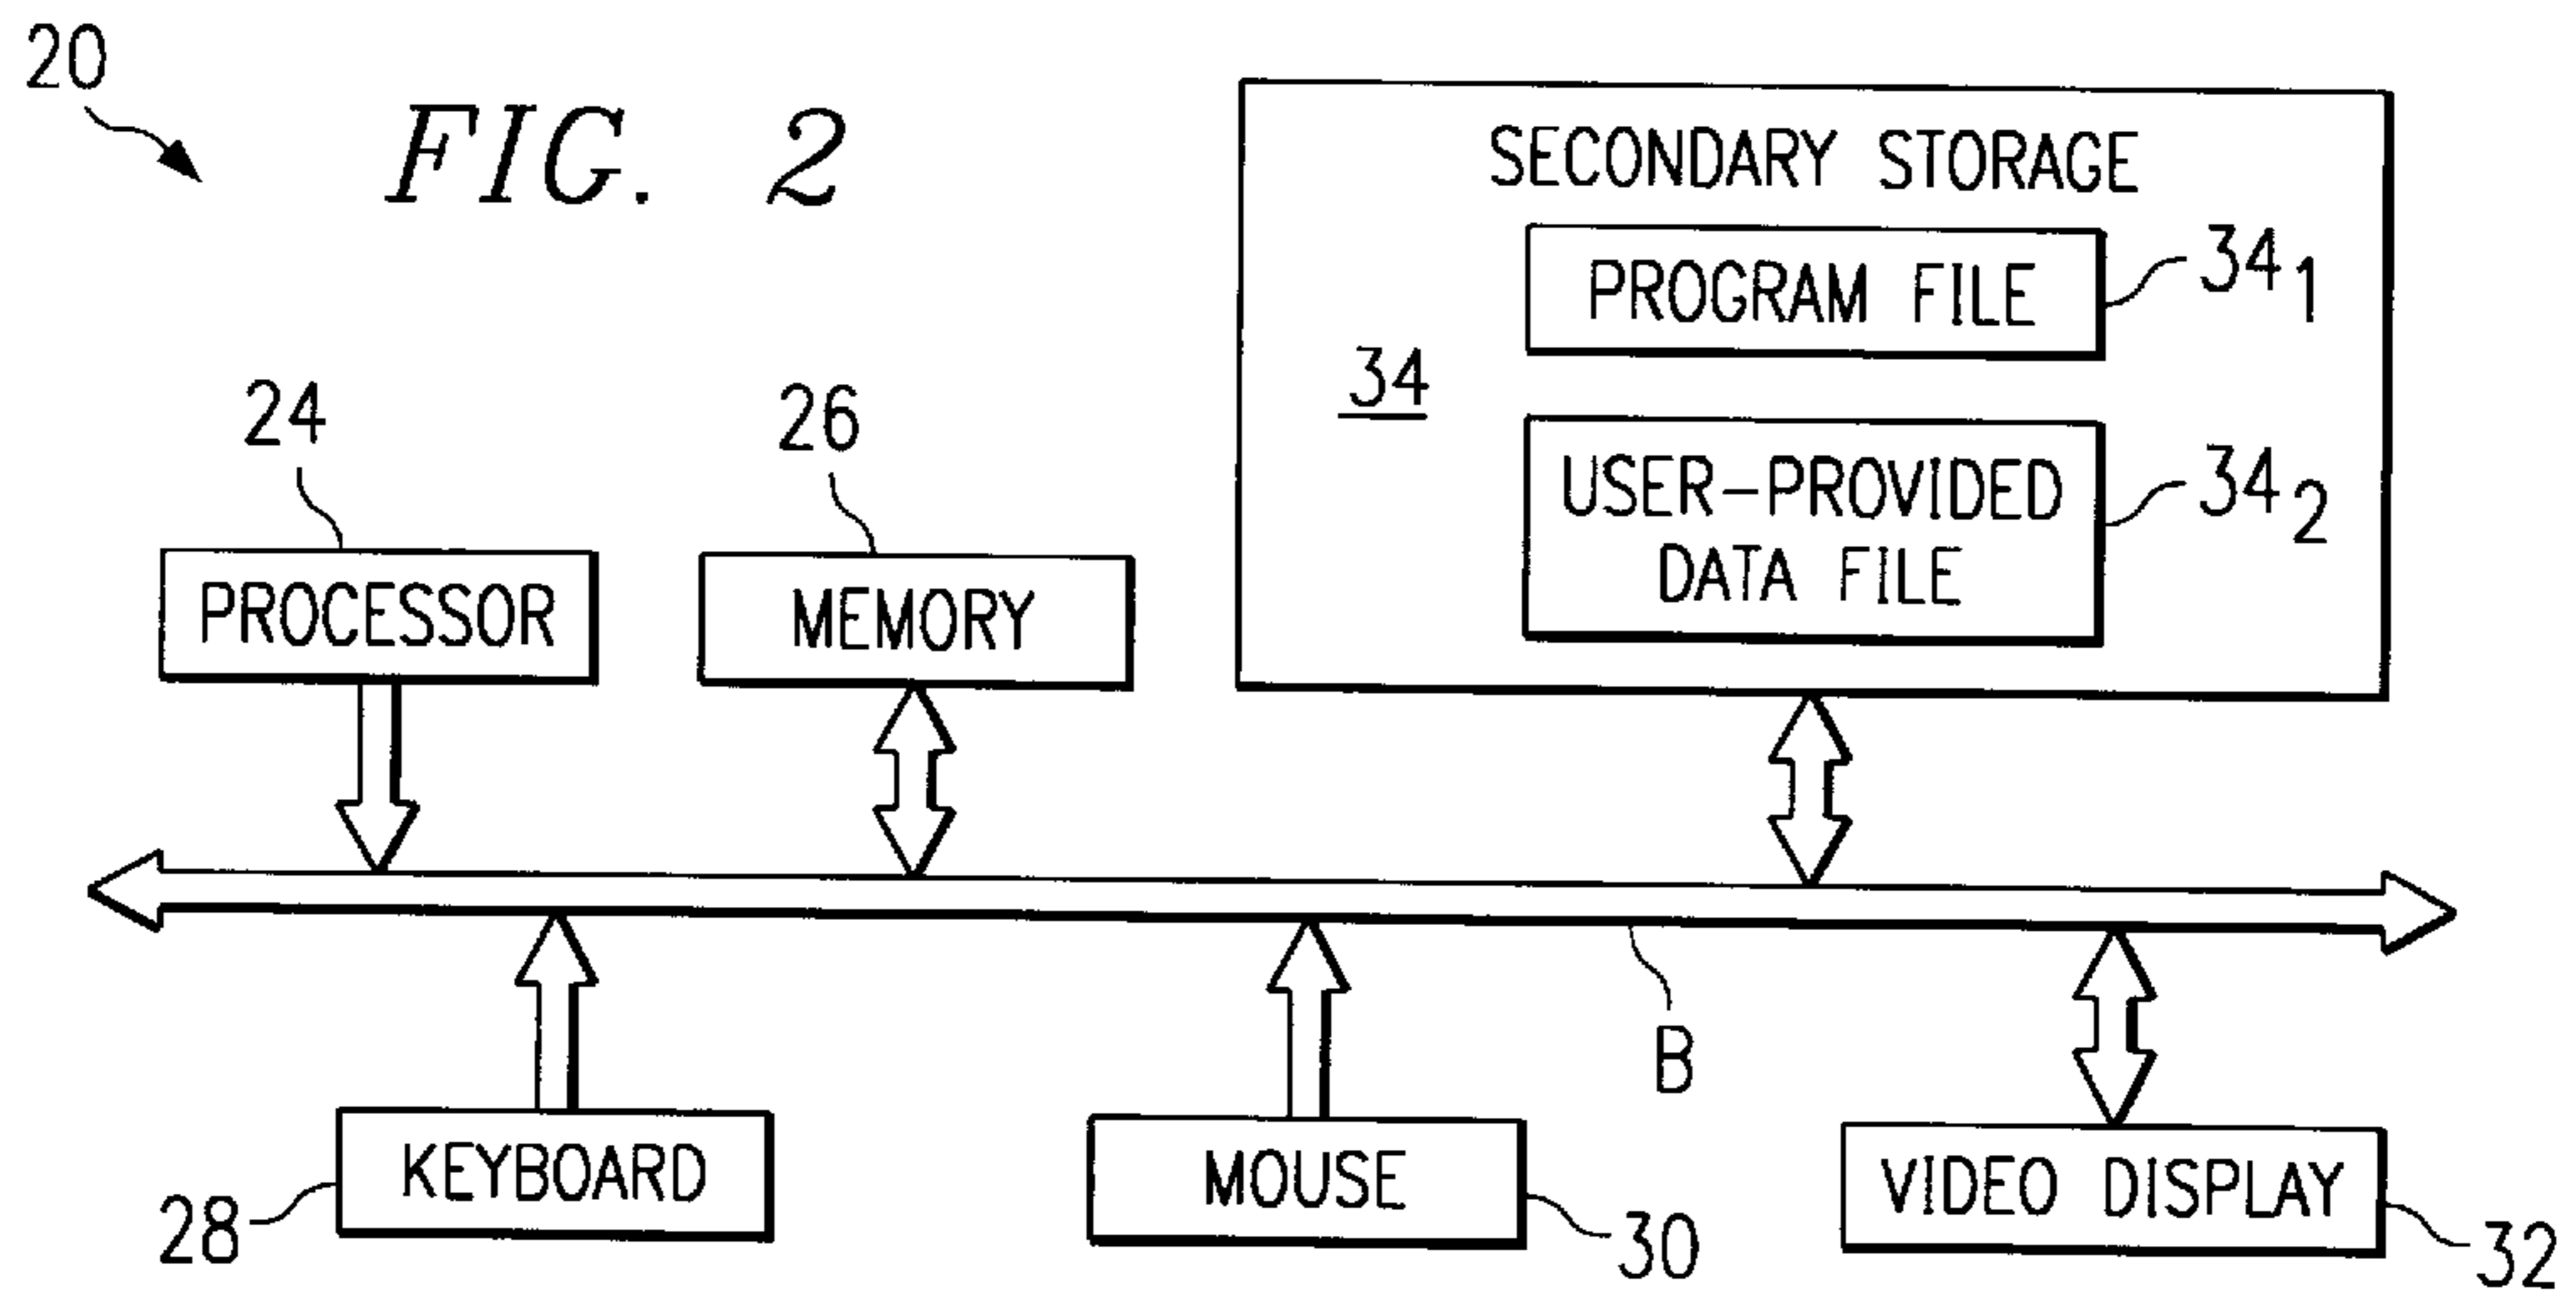 20
FIG. 2
SECONDARY STORAGE
PROGRAM FILE
34₁
34
USER-PROVIDED
DATA FILE
34₂
24
26
PROCESSOR
MEMORY
B
KEYBOARD
28
MOUSE
30
VIDEO DISPLAY
32